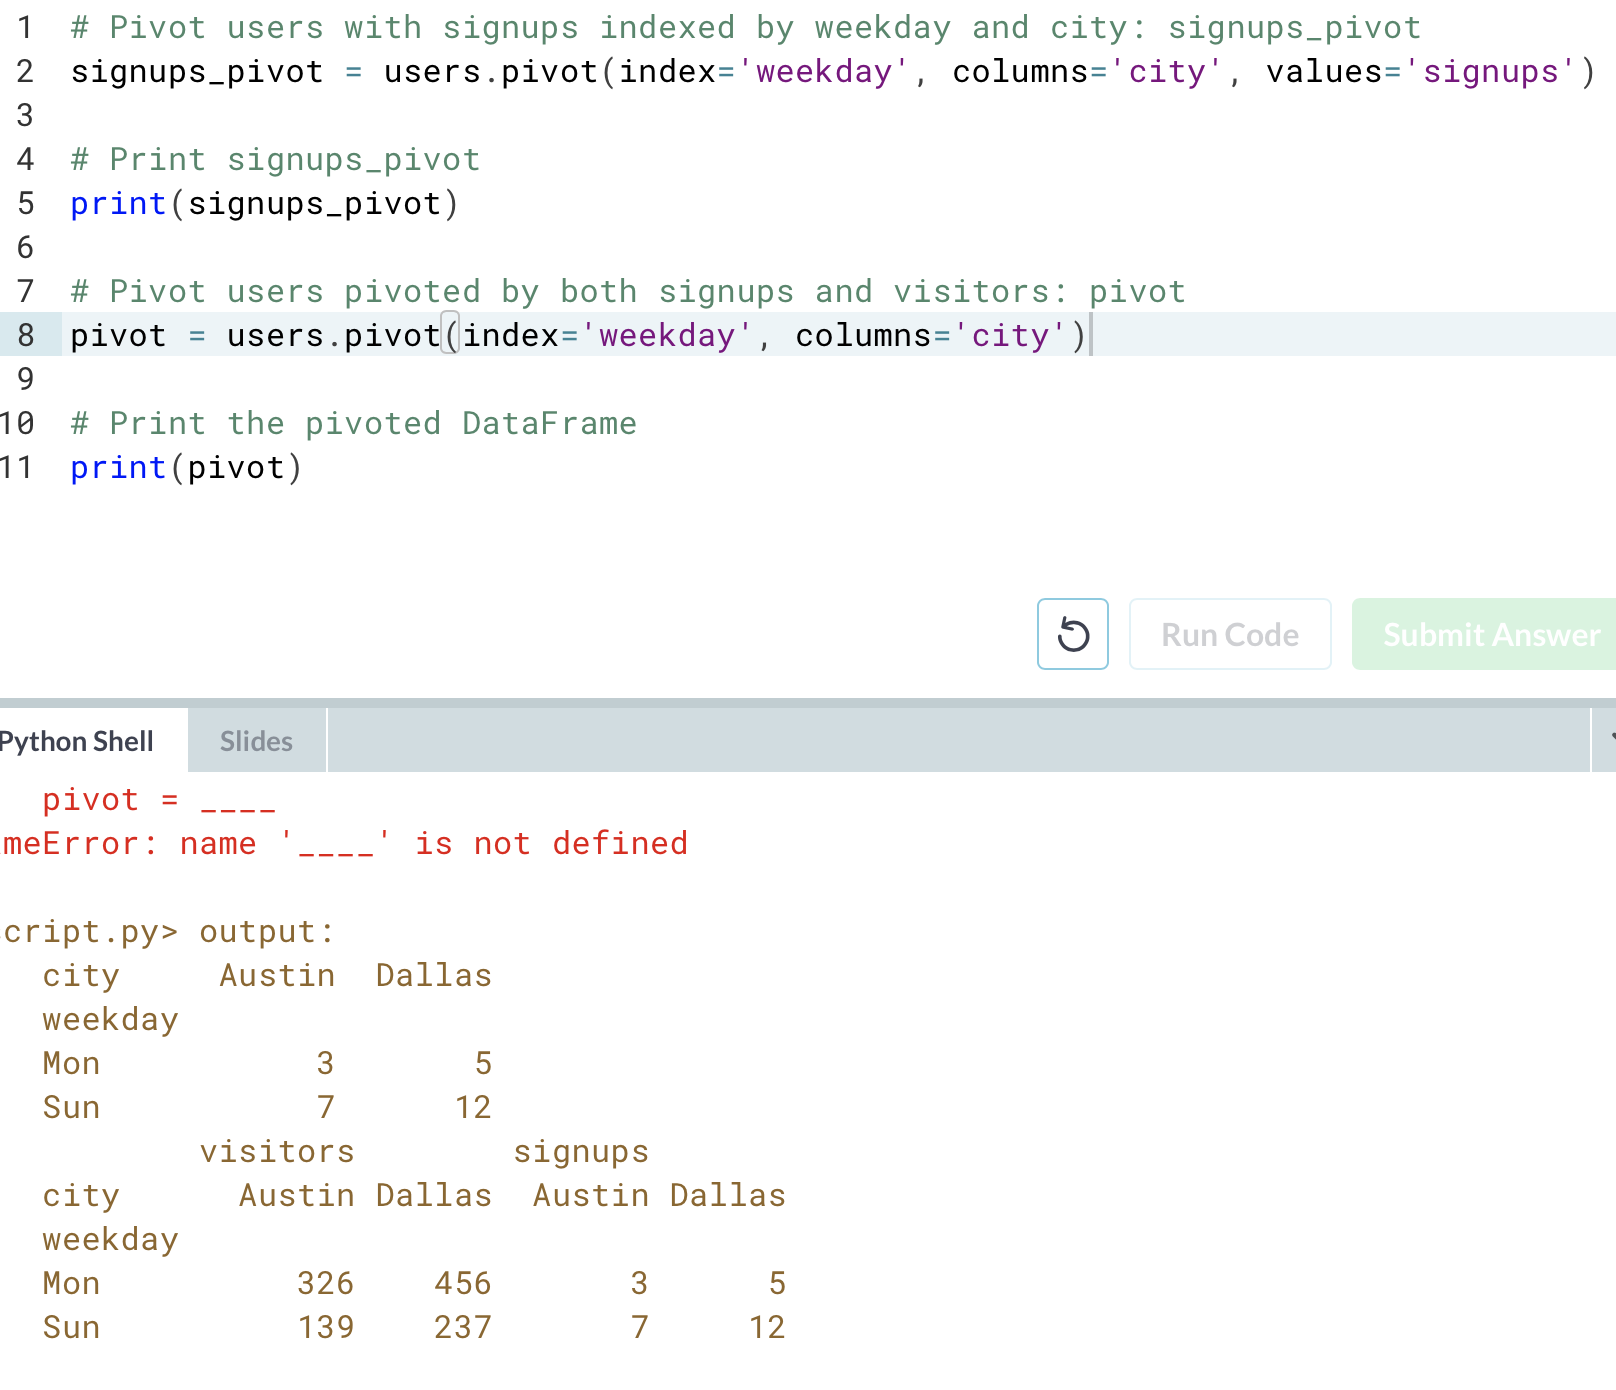 1 # Pivot users with signups indexed by weekday and city: signups_pivot
2 signups_pivot = users.pivot(index='weekday', columns='city', values='signups')
3
4 # Print signups_pivot
5 print(signups_pivot)
6
7 # Pivot users pivoted by both signups and visitors: pivot
8 pivot = users.pivot(index='weekday', columns='city')
9
10 # Print the pivoted DataFrame
11 print(pivot)
Run Code Submit Answer
Python Shell Slides
pivot = ____
meError: name '____' is not defined
cript.py> output:
city Austin Dallas
weekday
Mon 3 5
Sun 7 12
visitors signups
city Austin Dallas Austin Dallas
weekday
Mon 326 456 3 5
Sun 139 237 7 12